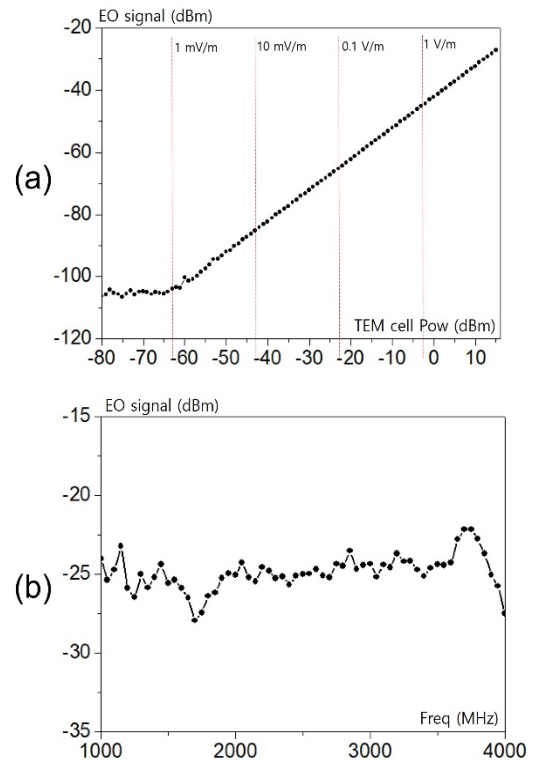 EO signal (dBm)
-20
1 mV/m 10 mV/m 0.1 V/m 1 V/m
-40
-60
(a)
-80
-100
TEM cell Pow (dBm)
-120
-80 -70 -60 -50 -40 -30 -20 -10 0 10
EO signal (dBm)
-15
-20
-25
(b)
-30
Freq (MHz)
-35
1000 2000 3000 4000